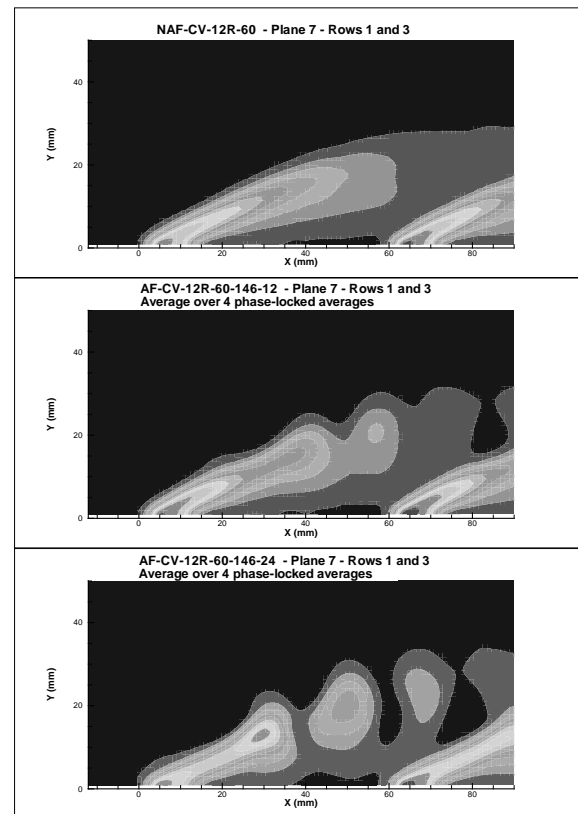 NAF-CV-12R-60 - Plane 7 - Rows 1 and 3
Y (mm)
40
20
0
0
20
40
60
80
X (mm)
AF-CV-12R-60-146-12 - Plane 7 - Rows 1 and 3
Average over 4 phase-locked averages
Y (mm)
40
20
0
0
20
40
60
80
X (mm)
AF-CV-12R-60-146-24 - Plane 7 - Rows 1 and 3
Average over 4 phase-locked averages
Y (mm)
40
20
0
0
20
40
60
80
X (mm)